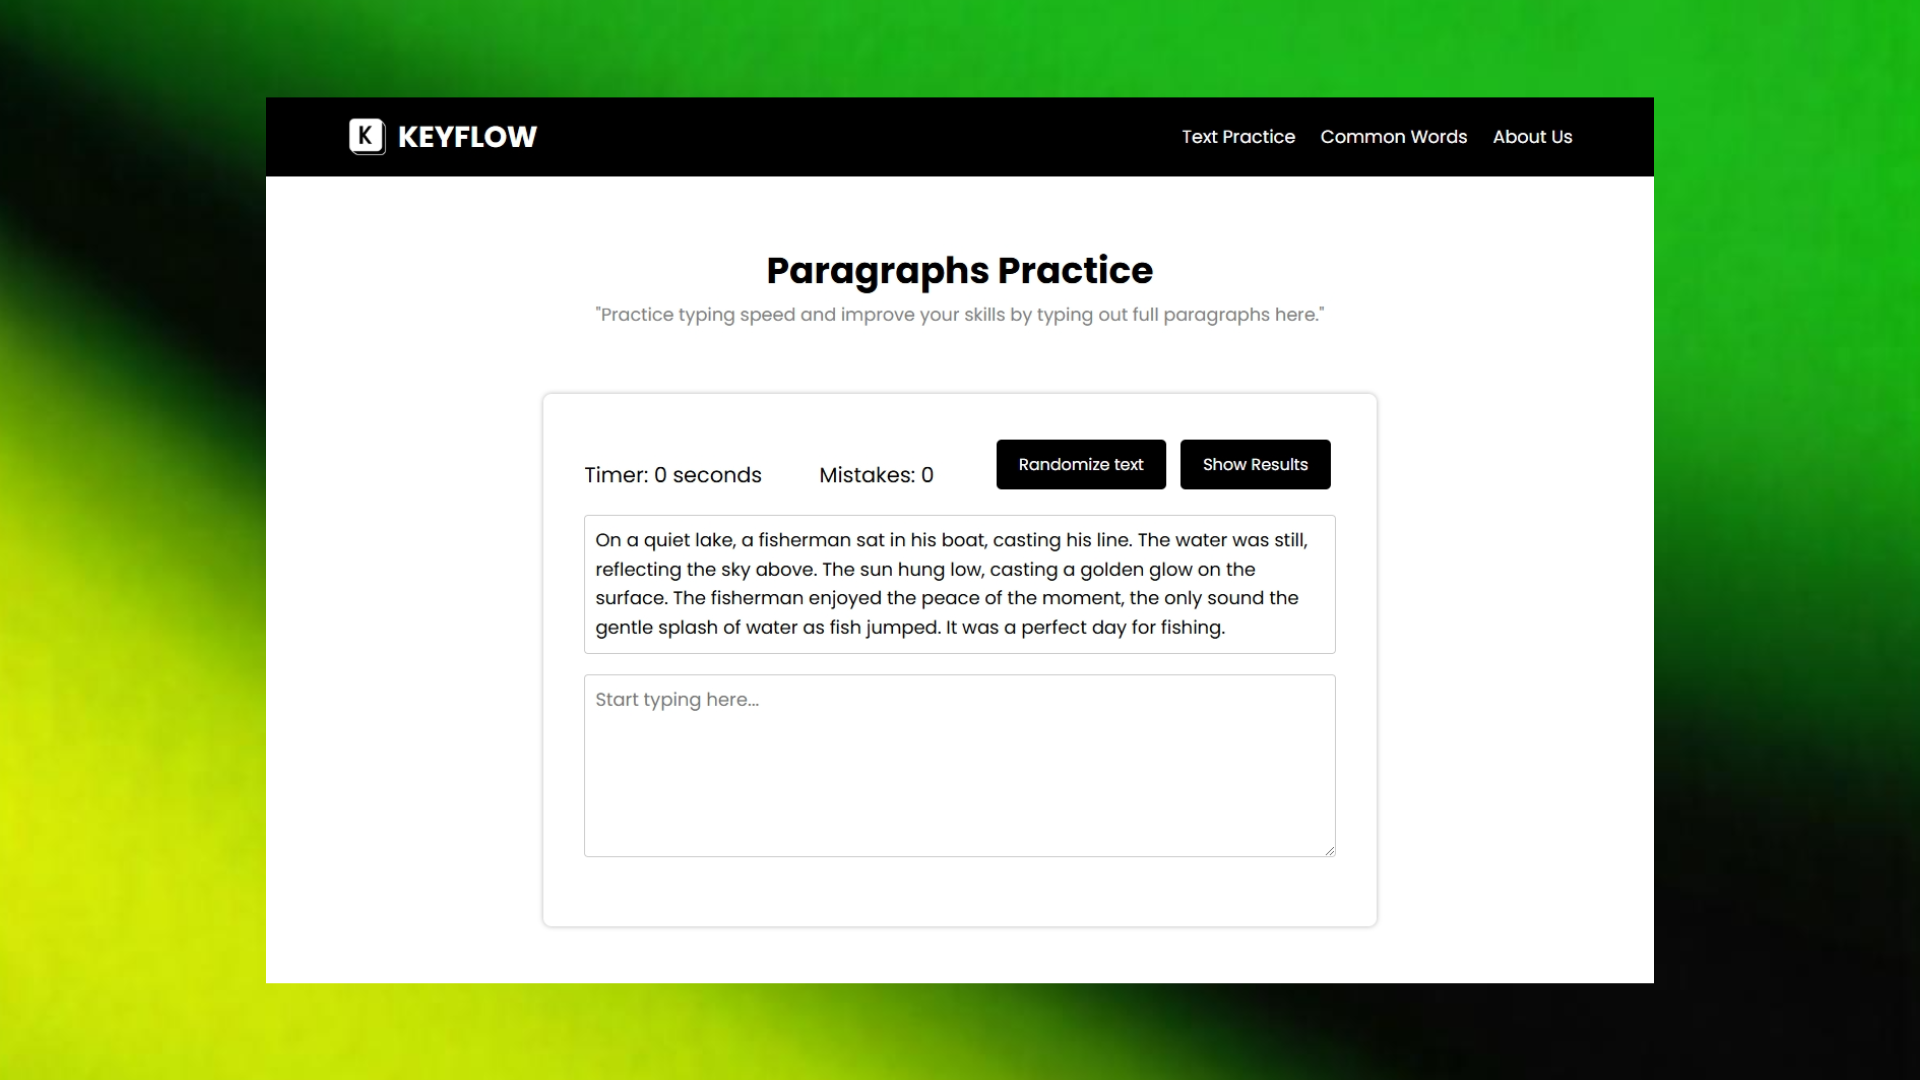 K KEYFLOW
Text Practice Common Words About Us
Paragraphs Practice
"Practice typing speed and improve your skills by typing out full paragraphs here."
Timer: 0 seconds Mistakes: 0 Randomize text Show Results
On a quiet lake, a fisherman sat in his boat, casting his line. The water was still,
reflecting the sky above. The sun hung low, casting a golden glow on the
surface. The fisherman enjoyed the peace of the moment, the only sound the
gentle splash of water as fish jumped. It was a perfect day for fishing.
Start typing here...